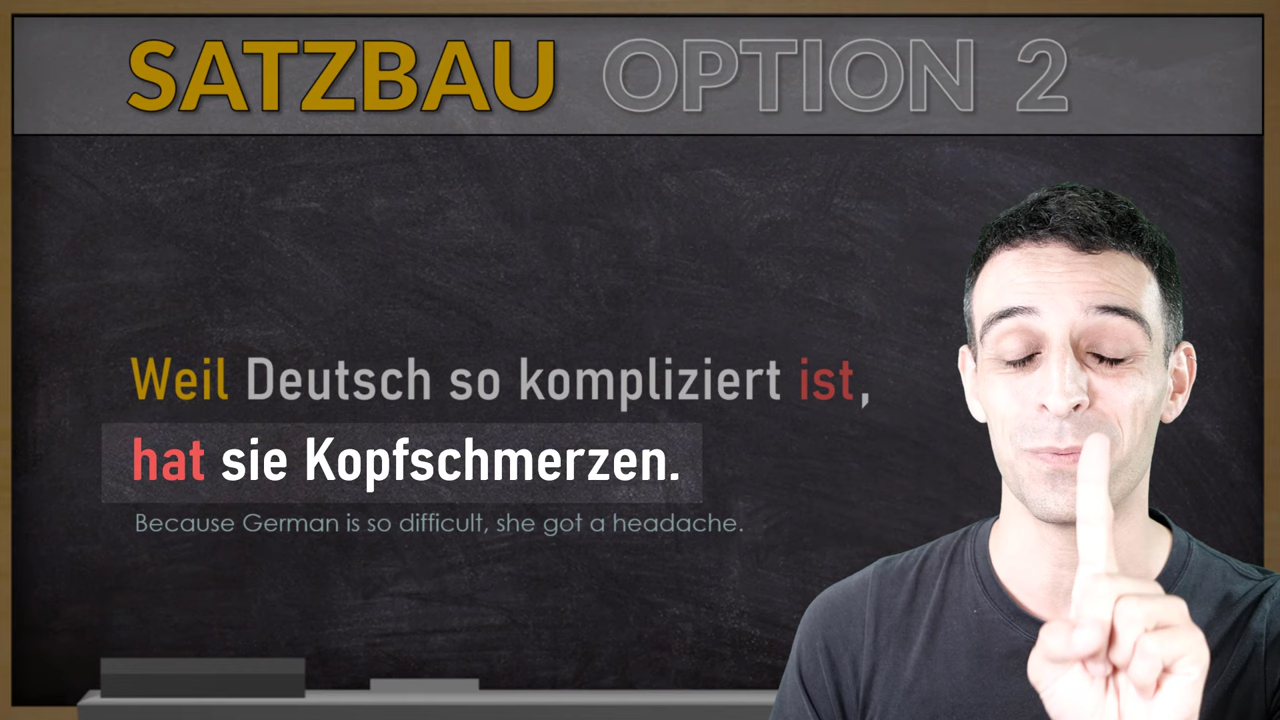 SATZBAU OPTION 2
Weil Deutsch so kompliziert ist,
hat sie Kopfschmerzen.
Because German is so difficult, she got a headache.